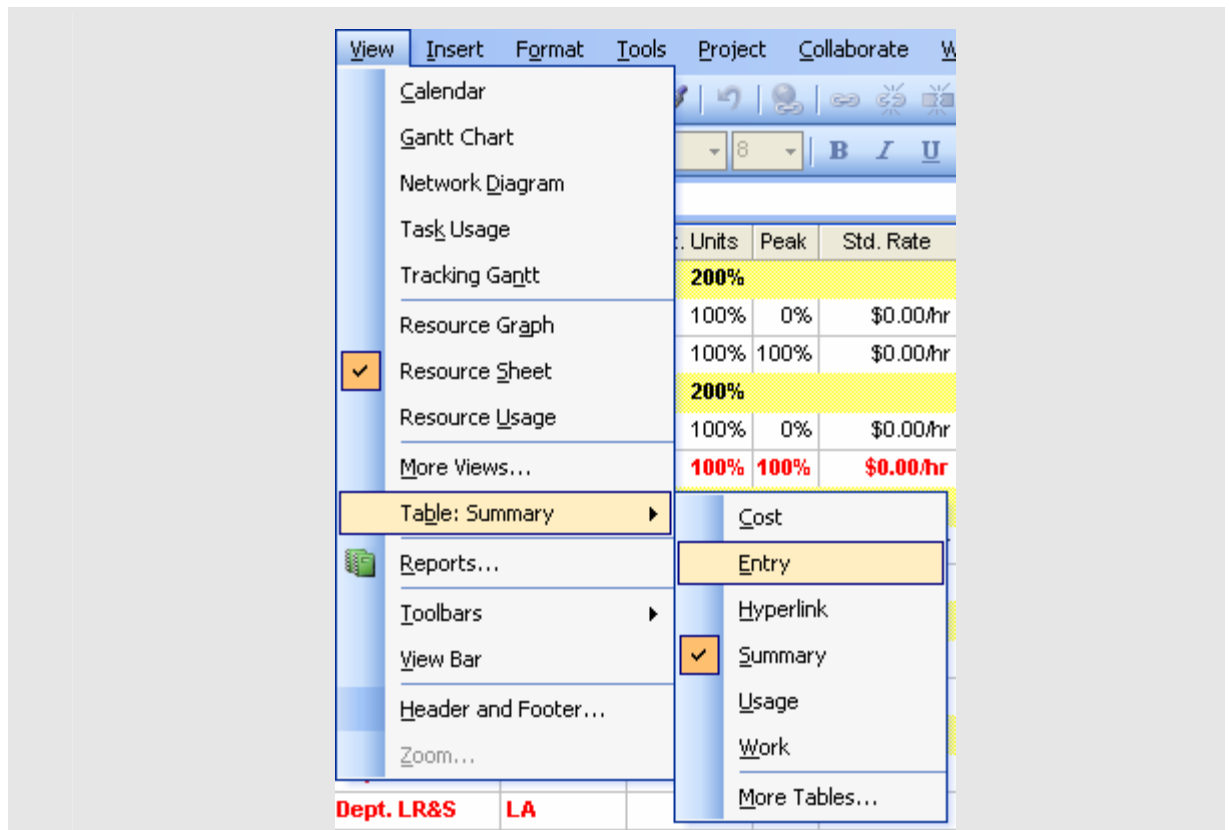 View Insert Format Tools Project Collaborate W
Calendar
Gantt Chart
8 B I U
Network Diagram
Task Usage
. Units Peak Std. Rate
Tracking Gantt
200%
Resource Graph
100% 0% $0.00/hr
Resource Sheet
100% 100% $0.00/hr
200%
Resource Usage
100% 0% $0.00/hr
More Views...
100% 100% $0.00/hr
Table: Summary
Cost
Reports...
Entry
Toolbars
Hyperlink
View Bar
Summary
Header and Footer...
Usage
Zoom...
Work
More Tables...
Dept. LR&S LA